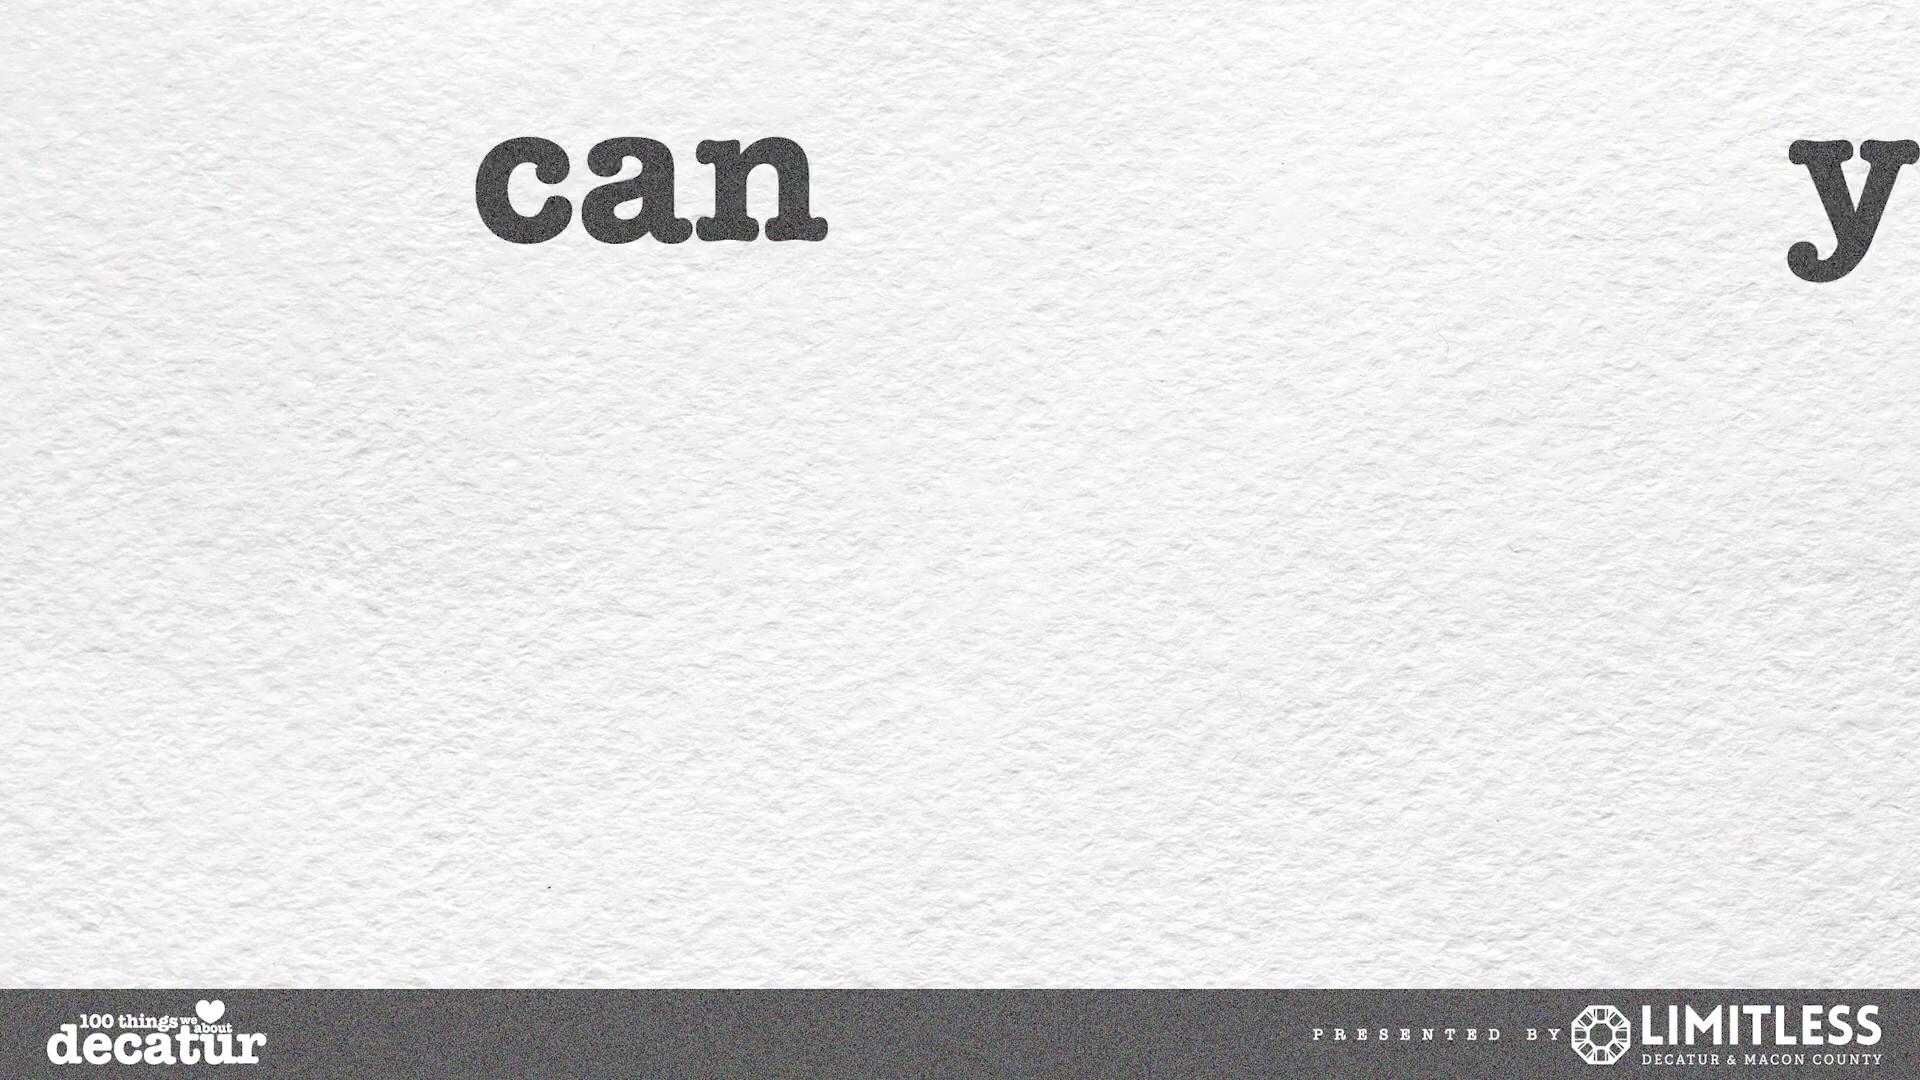 can y
100 things we about
decatur
PRESENTED BY LIMITLESS
DECATUR & MACON COUNTY